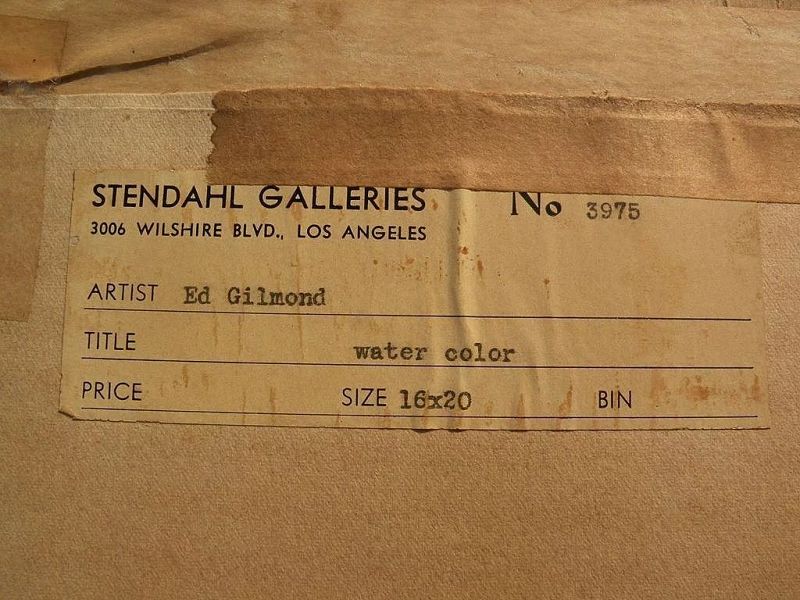 STENDAHL GALLERIES No 3975
3006 WILSHIRE BLVD., LOS ANGELES
ARTIST Ed Gilmond
TITLE water color
PRICE SIZE 16x20 BIN